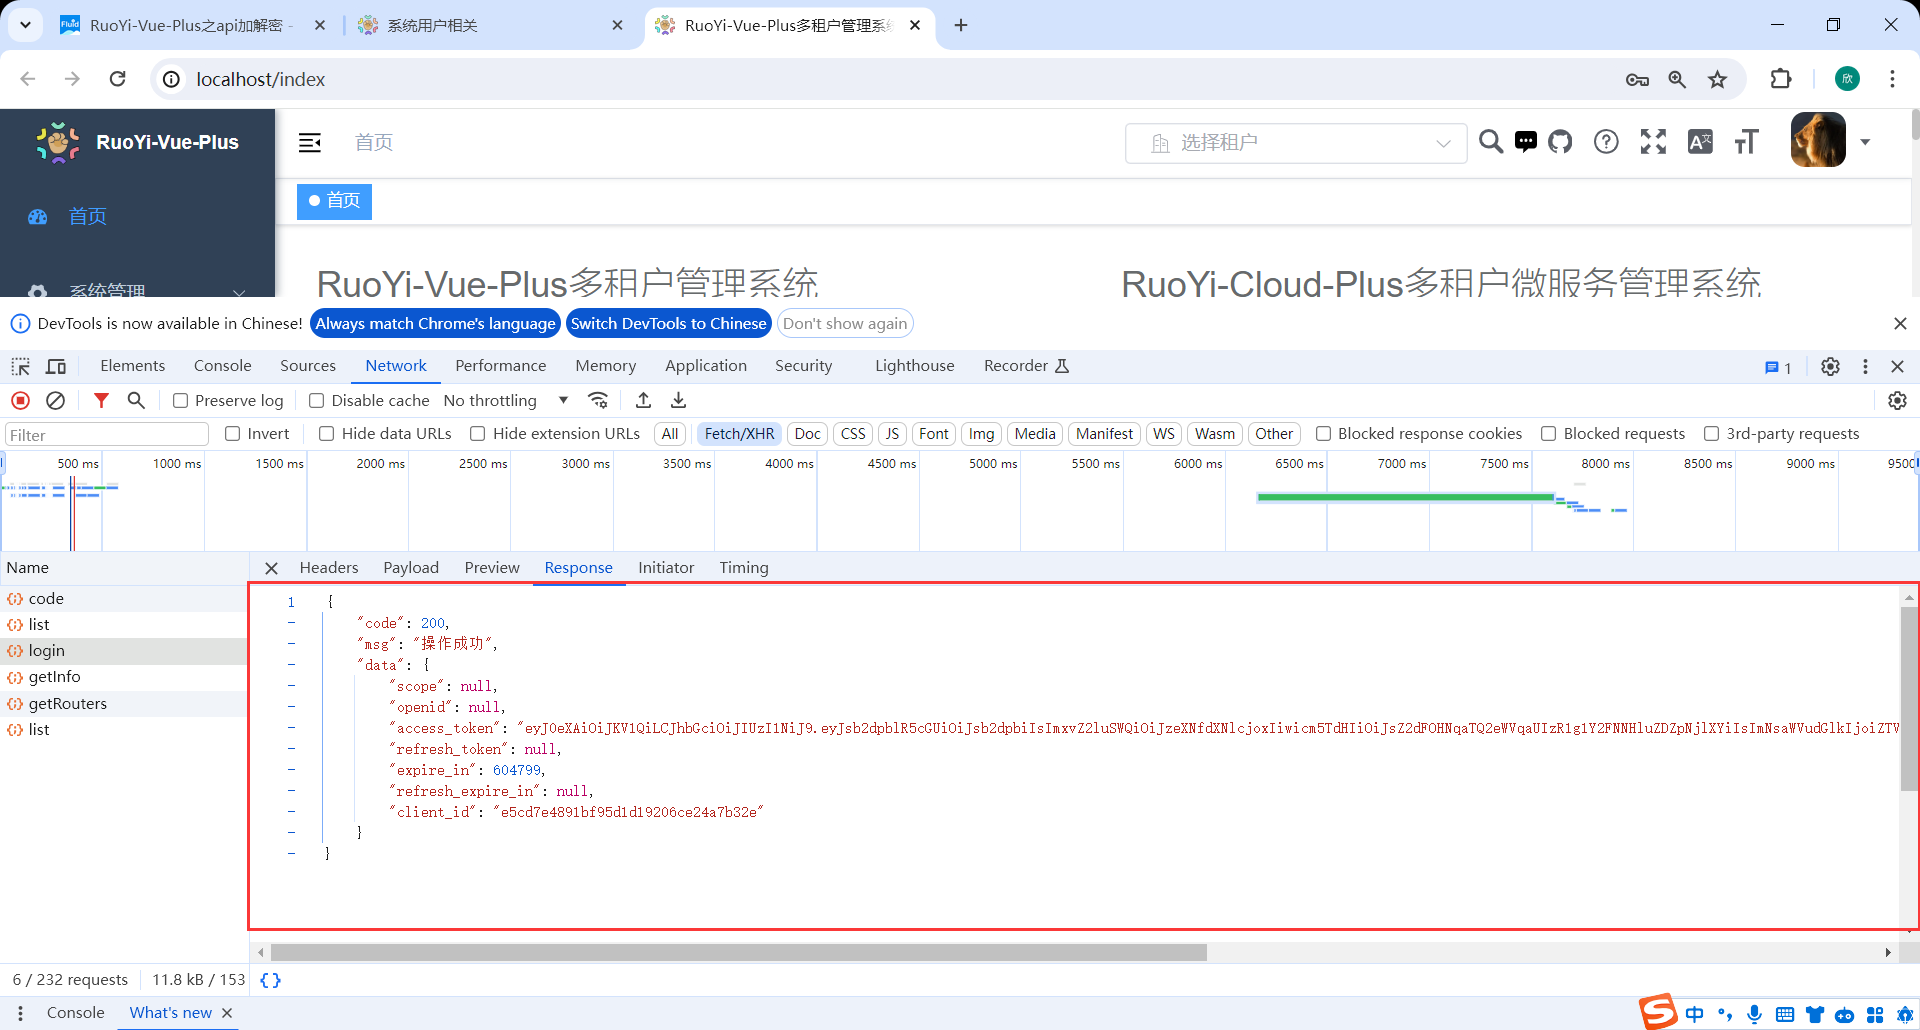 RuoYi-Vue-Plus之api加解密 -
系统用户相关
RuoYi-Vue-Plus多租户管理系统
localhost/index
欣
RuoYi-Vue-Plus
首页
选择租户
首页
首页
系统管理
RuoYi-Vue-Plus多租户管理系统
RuoYi-Cloud-Plus多租户微服务管理系统
DevTools is now available in Chinese! Always match Chrome's language Switch DevTools to Chinese Don't show again
Elements Console Sources Network Performance Memory Application Security Lighthouse Recorder 1
Preserve log Disable cache No throttling
Filter Invert Hide data URLs Hide extension URLs All Fetch/XHR Doc CSS JS Font Img Media Manifest WS Wasm Other Blocked response cookies Blocked requests 3rd-party requests
500 ms 1000 ms 1500 ms 2000 ms 2500 ms 3000 ms 3500 ms 4000 ms 4500 ms 5000 ms 5500 ms 6000 ms 6500 ms 7000 ms 7500 ms 8000 ms 8500 ms 9000 ms 9500
Name Headers Payload Preview Response Initiator Timing
code
list
login
getInfo
getRouters
list
1 {
- "code": 200,
- "msg": "操作成功",
- "data": {
- "scope": null,
- "openid": null,
- "access_token": "eyJ0eXAiOiJKV1QiLCJhbGciOiJIUzI1NiJ9.eyJsb2dpblR5cGUiOiJsb2dpbiIsImxvZ2luSWQiOiJzeXNfdXNlcjoxIiwicm5TdHIiOiJsZ2dFOHNqaTQ2eWVqaUIzR1g1Y2FNNHluZDZpNjlXYiIsImNsaWVudGlkIjoiZTV
- "refresh_token": null,
- "expire_in": 604799,
- "refresh_expire_in": null,
- "client_id": "e5cd7e4891bf95d1d19206ce24a7b32e"
- }
- }
6 / 232 requests 11.8 kB / 153 {}
Console What's new
中